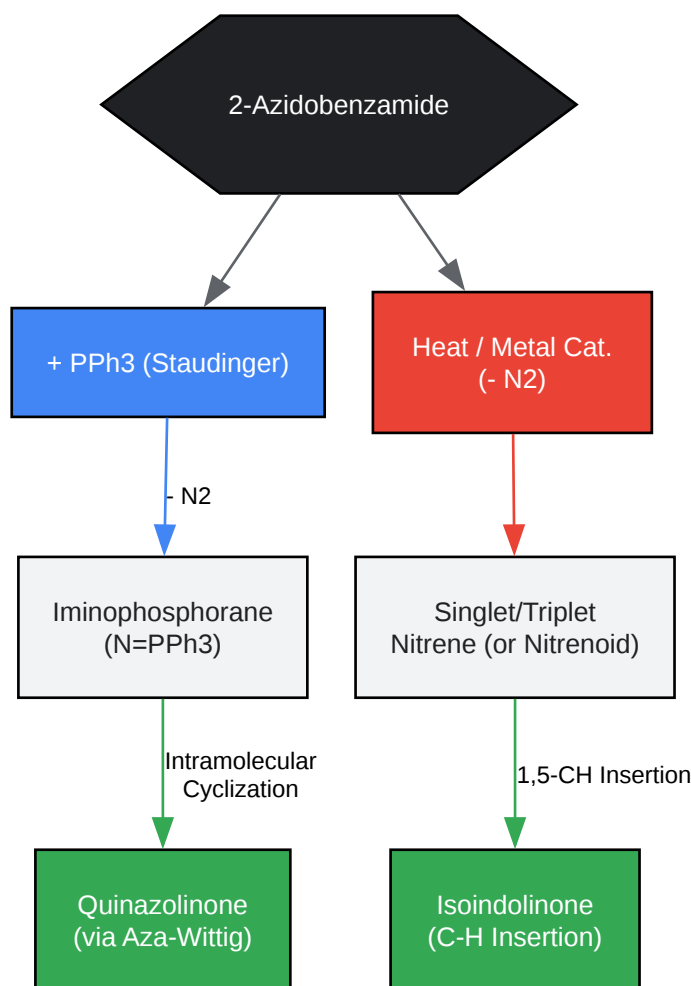 2-Azidobenzamide
+ PPh3 (Staudinger)
Heat / Metal Cat.
(- N2)
- N2
Iminophosphorane
(N=PPh3)
Singlet/Triplet
Nitrene (or Nitrenoid)
Intramolecular
Cyclization
1,5-CH Insertion
Quinazolinone
(via Aza-Wittig)
Isoindolinone
(C-H Insertion)